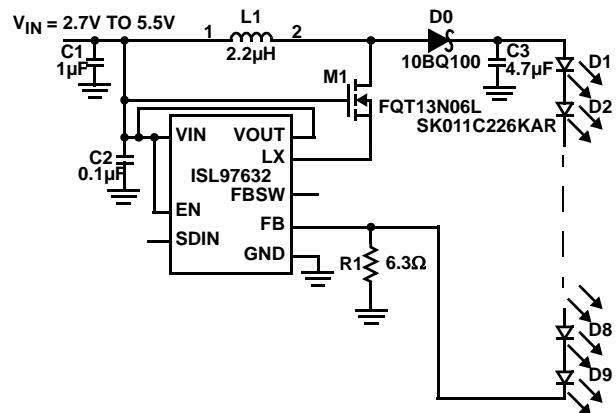 V_IN = 2.7V TO 5.5V
L1
D0
1
2
C1
1µF
2.2µH
10BQ100
C3
4.7µF
D1
M1
FQT13N06L
D2
SK011C226KAR
VIN
VOUT
C2
0.1µF
LX
ISL97632
FBSW
EN
FB
SDIN
GND
R1
6.3Ω
D8
D9